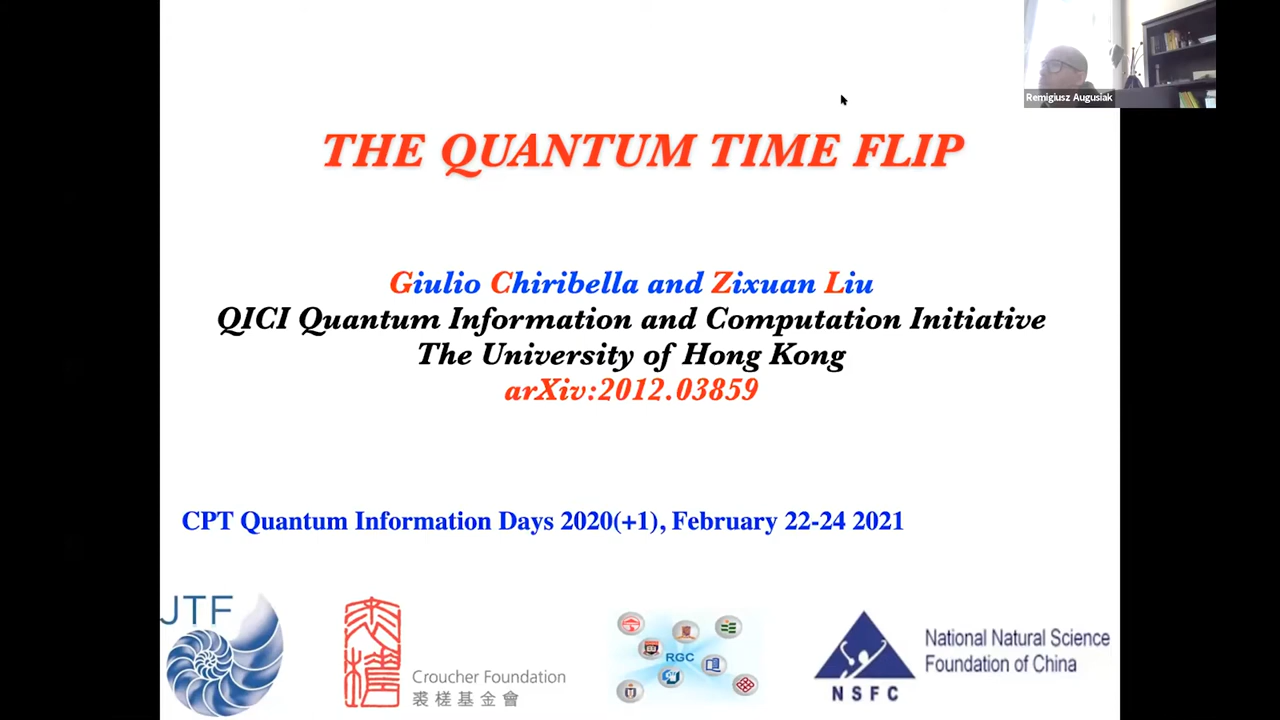 Remigiusz Augusiak
THE QUANTUM TIME FLIP
Giulio Chiribella and Zixuan Liu
QICI Quantum Information and Computation Initiative
The University of Hong Kong
arXiv:2012.03859
CPT Quantum Information Days 2020(+1), February 22-24 2021
JTF
Croucher Foundation
裘槎基金會
RGC
NSFC
National Natural Science
Foundation of China